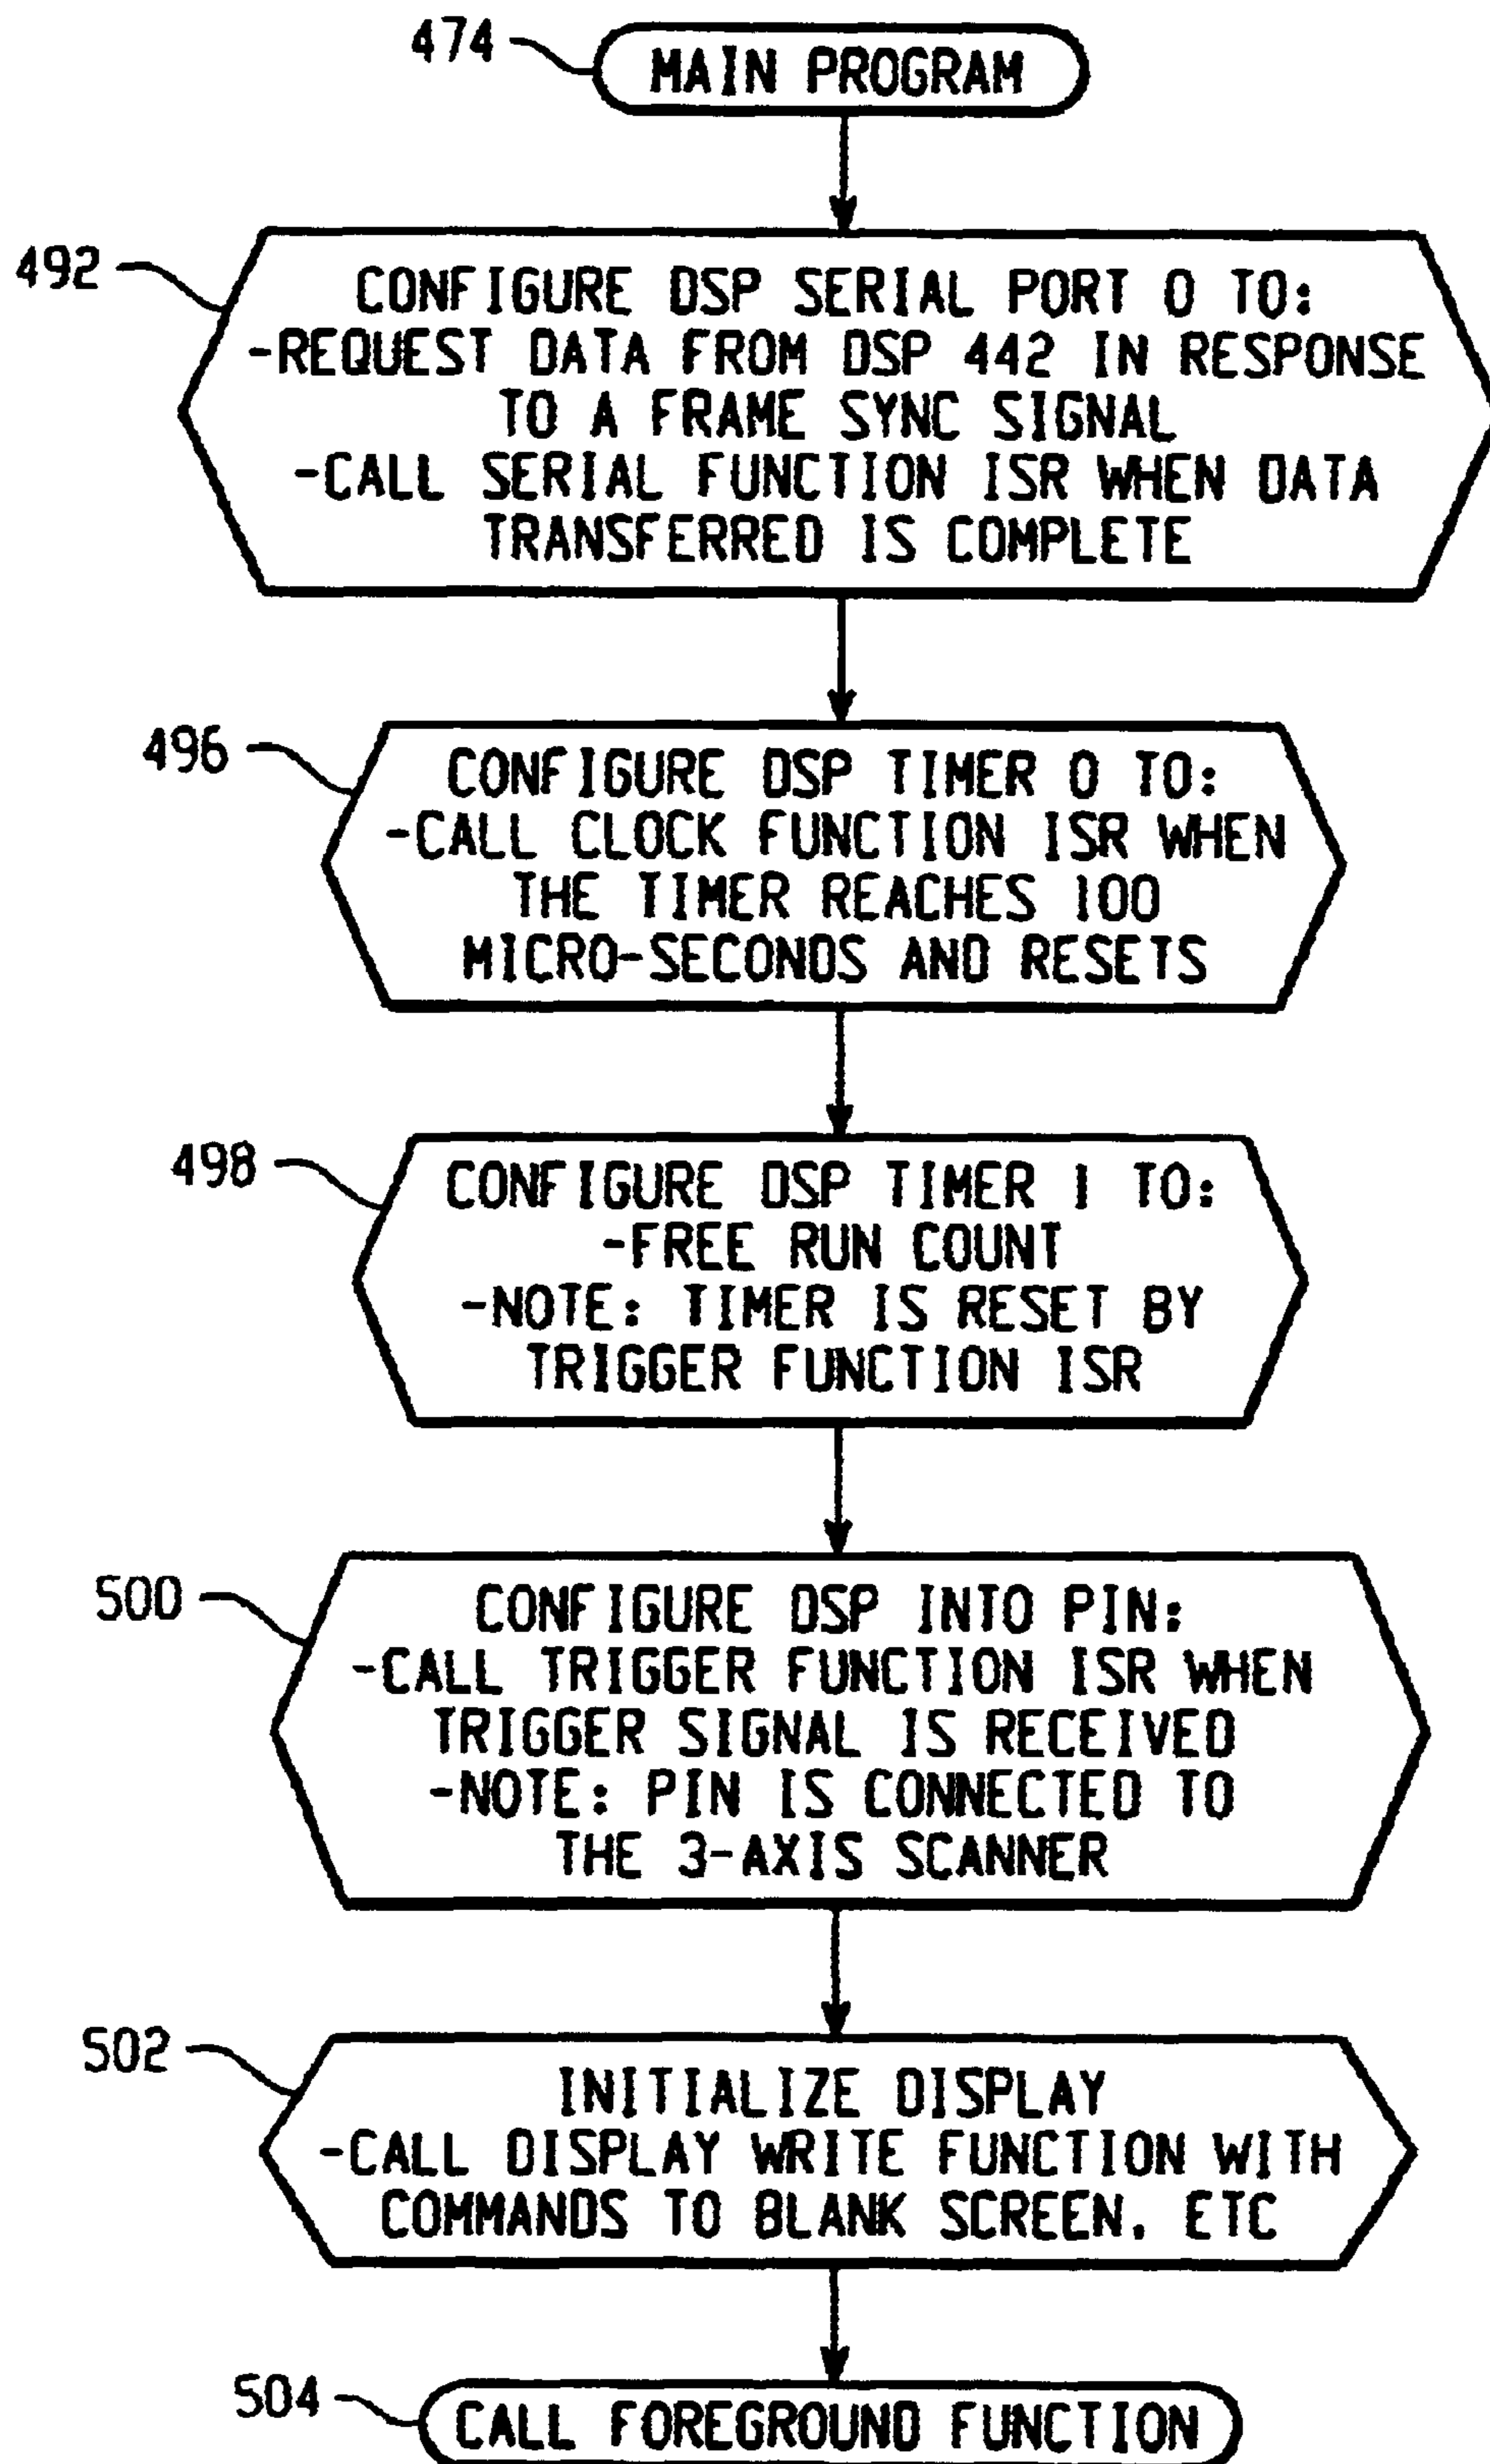 474
MAIN PROGRAM
492
CONFIGURE DSP SERIAL PORT 0 TO:
-REQUEST DATA FROM DSP 442 IN RESPONSE
TO A FRAME SYNC SIGNAL
-CALL SERIAL FUNCTION ISR WHEN DATA
TRANSFERRED IS COMPLETE
496
CONFIGURE DSP TIMER 0 TO:
-CALL CLOCK FUNCTION ISR WHEN
THE TIMER REACHES 100
MICRO-SECONDS AND RESETS
498
CONFIGURE DSP TIMER 1 TO:
-FREE RUN COUNT
-NOTE: TIMER IS RESET BY
TRIGGER FUNCTION ISR
500
CONFIGURE DSP INT0 PIN:
-CALL TRIGGER FUNCTION ISR WHEN
TRIGGER SIGNAL IS RECEIVED
-NOTE: PIN IS CONNECTED TO
THE 3-AXIS SCANNER
502
INITIALIZE DISPLAY
-CALL DISPLAY WRITE FUNCTION WITH
COMMANDS TO BLANK SCREEN, ETC
504
CALL FOREGROUND FUNCTION